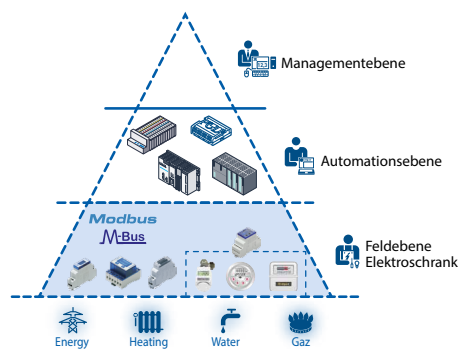 Managementebene
Automationsebene
Modbus
M-Bus
Feldebene
Elektroschrank
Energy
Heating
Water
Gaz